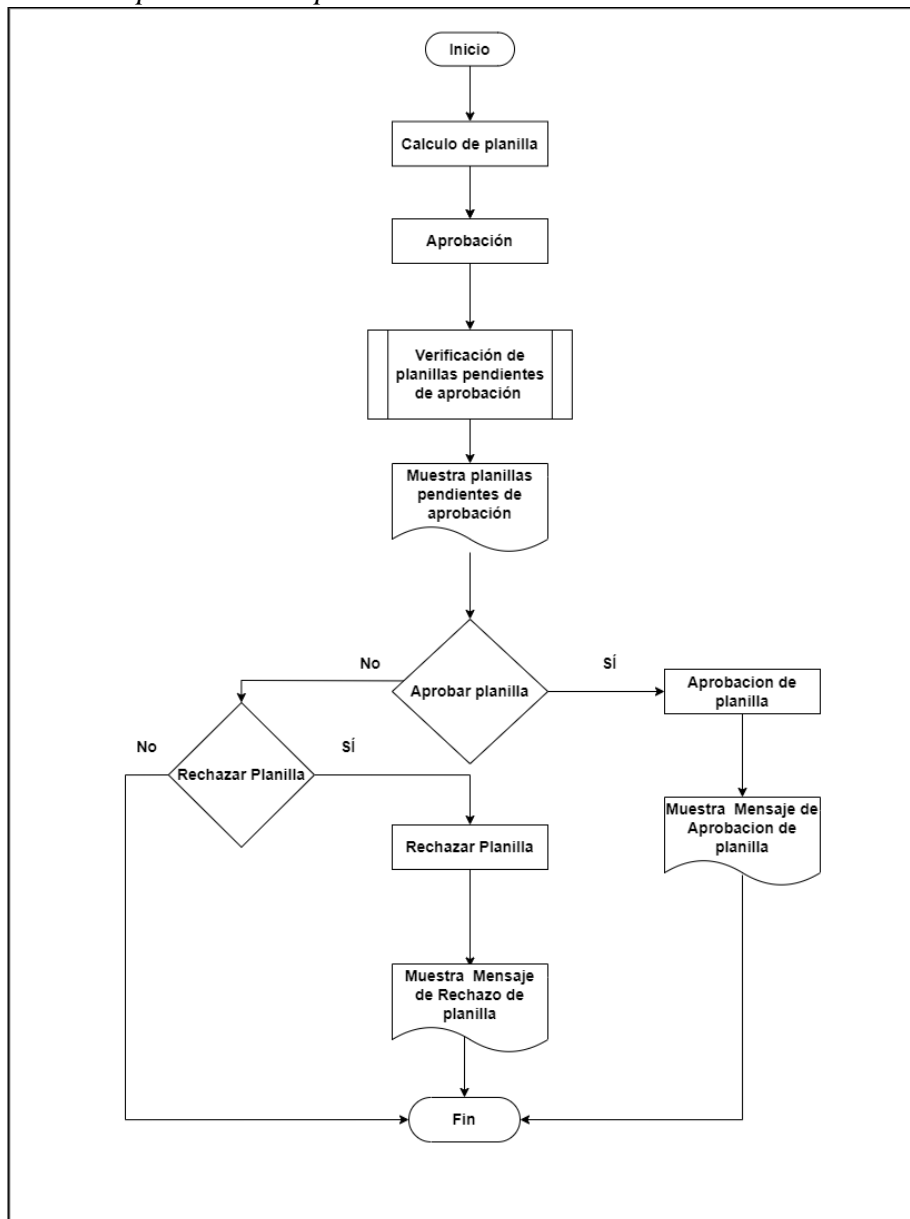 Inicio
Calculo de planilla
Aprobación
Verificación de
planillas pendientes
de aprobación
Muestra planillas
pendientes de
aprobación
No
SÍ
Aprobar planilla
Aprobacion de
planilla
No
SÍ
Rechazar Planilla
Muestra Mensaje de
Aprobacion de
planilla
Rechazar Planilla
Muestra Mensaje
de Rechazo de
planilla
Fin